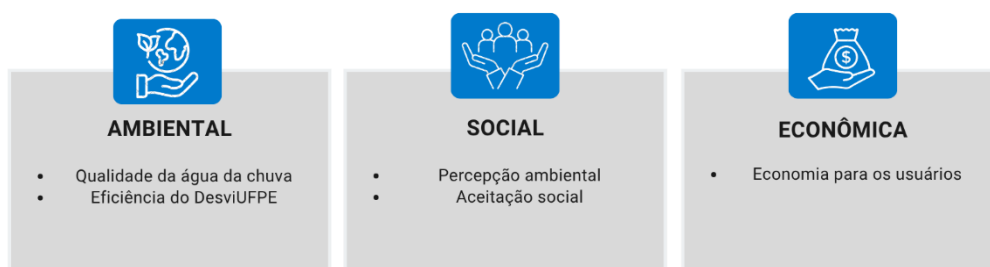 AMBIENTAL
• Qualidade da água da chuva
• Eficiência do DesviUFPE
SOCIAL
• Percepção ambiental
• Aceitação social
ECONÔMICA
• Economia para os usuários
$